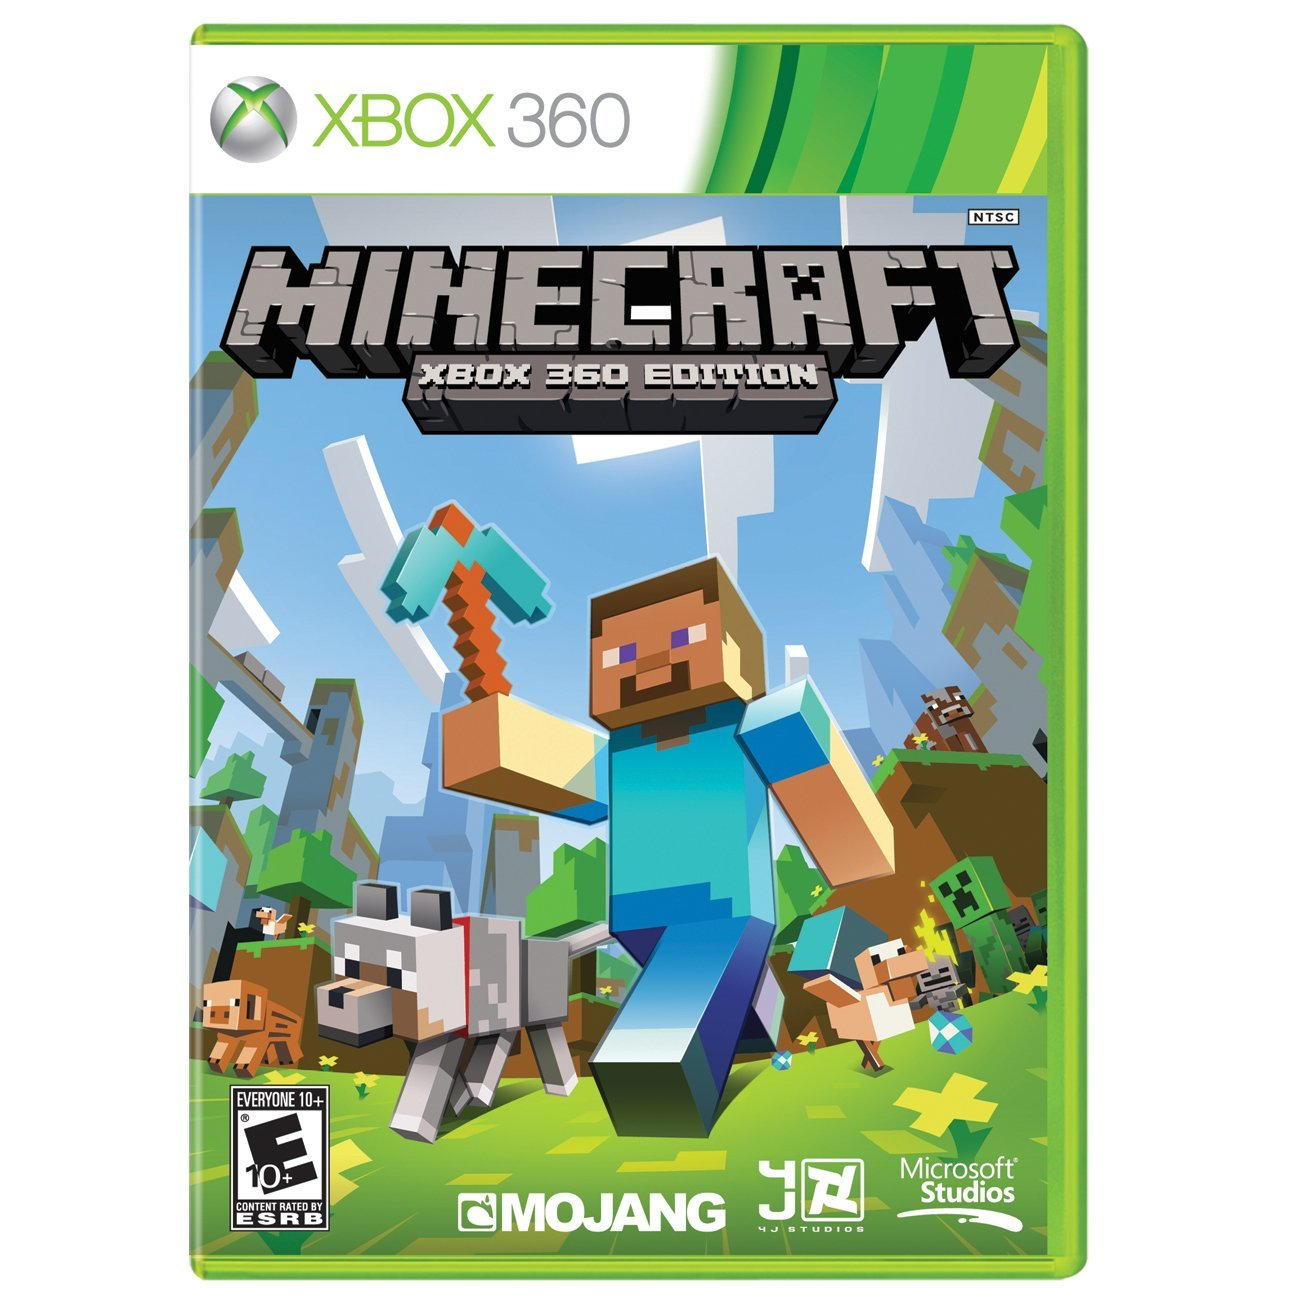 XBOX 360
NTSC
MINECRAFT
XBOX 360 EDITION
EVERYONE 10+
E
10+
®
CONTENT RATED BY
ESRB
MOJANG
4J
4J STUDIOS
Microsoft®
Studios